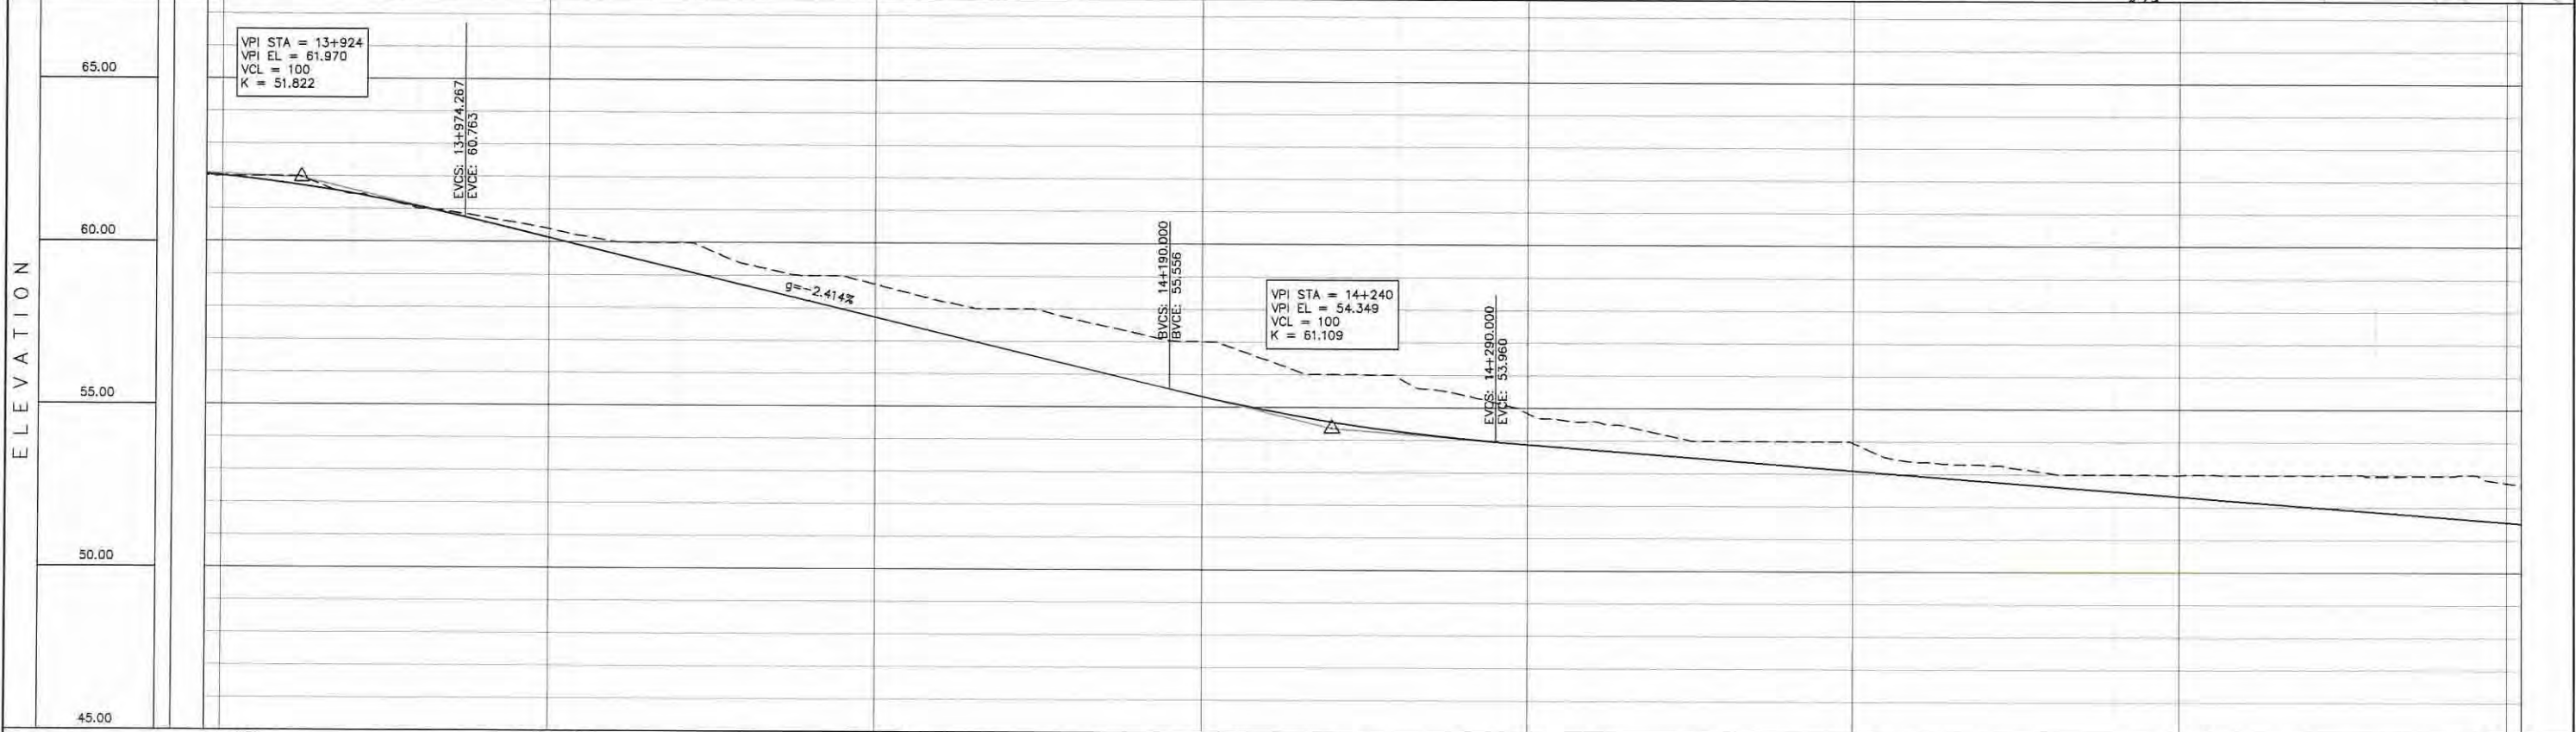 VPI STA = 13+924
VPI EL = 61.970
VCL = 100
K = 51.822
65.00
EVCS: 13+974.267
EVCE: 60.763
60.00
ELEVATION
g=-2.414%
BVCS: 14+190.000
BVCE: 55.556
VPI STA = 14+240
VPI EL = 54.349
VCL = 100
K = 61.109
EVCS: 14+290.000
EVCE: 53.960
55.00
50.00
45.00